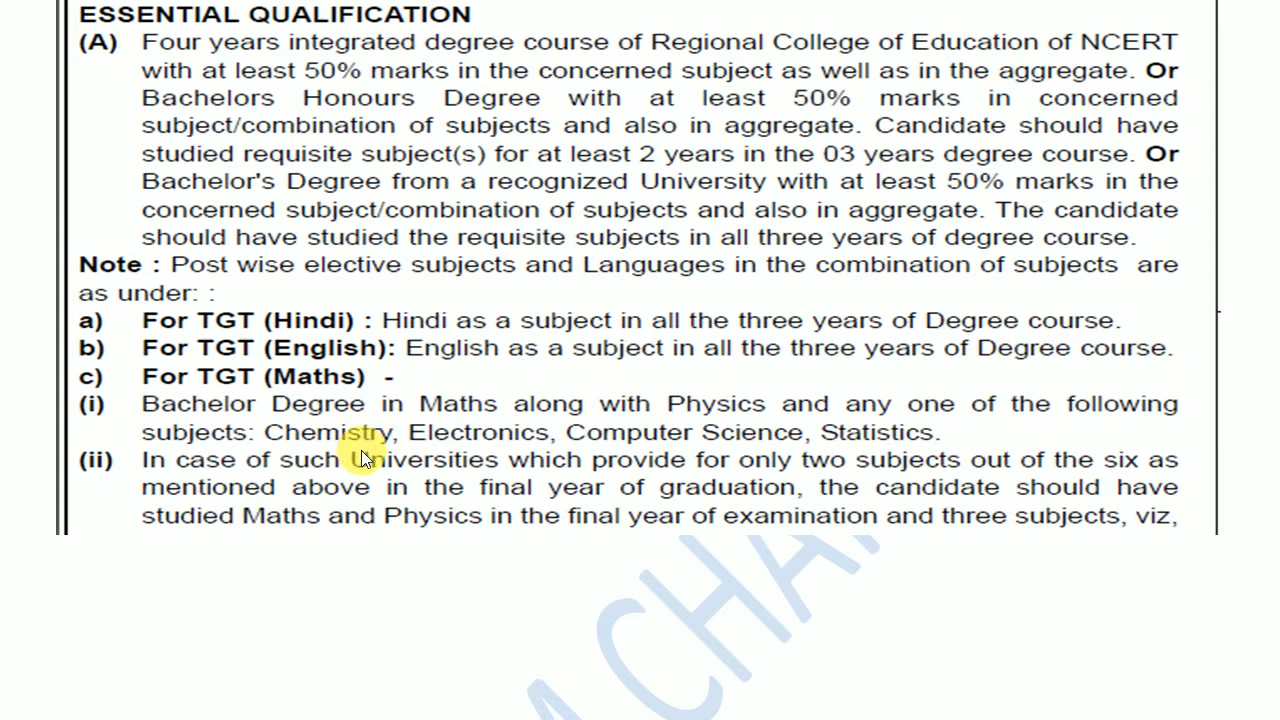 ESSENTIAL QUALIFICATION
(A) Four years integrated degree course of Regional College of Education of NCERT
with at least 50% marks in the concerned subject as well as in the aggregate. Or
Bachelors Honours Degree with at least 50% marks in concerned
subject/combination of subjects and also in aggregate. Candidate should have
studied requisite subject(s) for at least 2 years in the 03 years degree course. Or
Bachelor's Degree from a recognized University with at least 50% marks in the
concerned subject/combination of subjects and also in aggregate. The candidate
should have studied the requisite subjects in all three years of degree course.
Note : Post wise elective subjects and Languages in the combination of subjects are
as under: :
a) For TGT (Hindi) : Hindi as a subject in all the three years of Degree course.
b) For TGT (English): English as a subject in all the three years of Degree course.
c) For TGT (Maths) -
(i) Bachelor Degree in Maths along with Physics and any one of the following
subjects: Chemistry, Electronics, Computer Science, Statistics.
(ii) In case of such Universities which provide for only two subjects out of the six as
mentioned above in the final year of graduation, the candidate should have
studied Maths and Physics in the final year of examination and three subjects, viz,